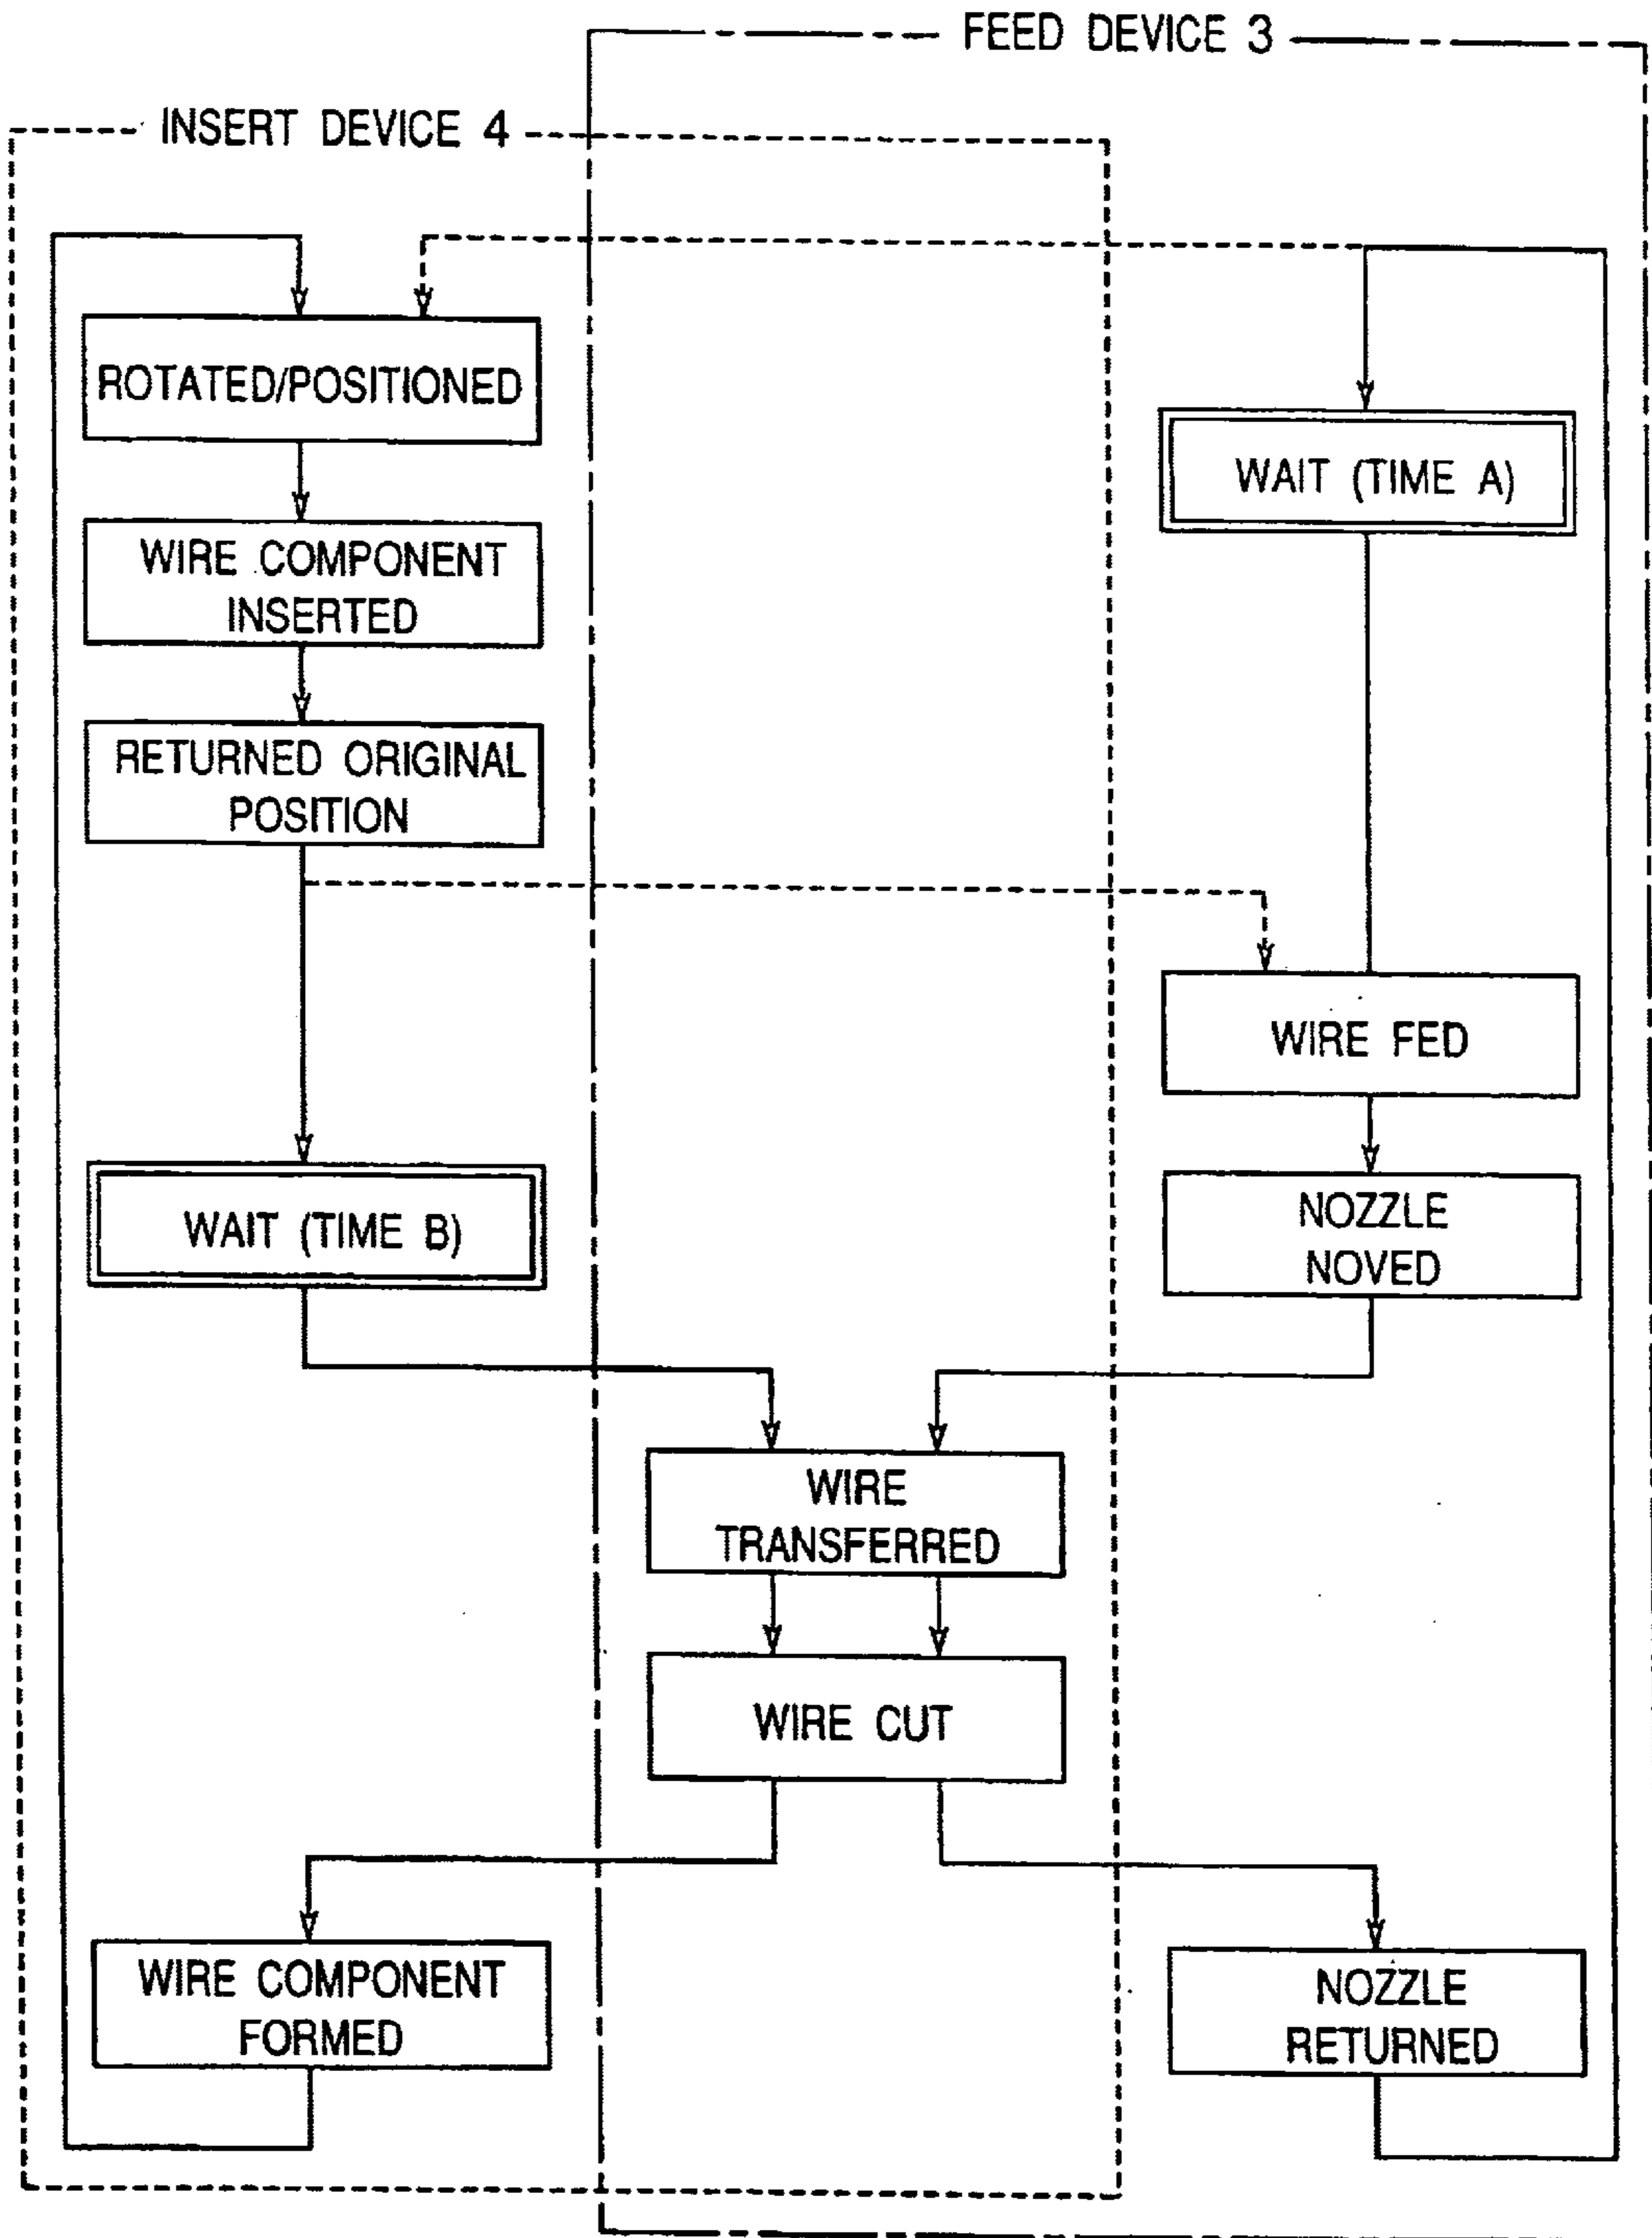 FEED DEVICE 3
INSERT DEVICE 4
ROTATED/POSITIONED
WAIT (TIME A)
WIRE COMPONENT
INSERTED
RETURNED ORIGINAL
POSITION
WIRE FED
WAIT (TIME B)
NOZZLE
NOVED
WIRE
TRANSFERRED
WIRE CUT
WIRE COMPONENT
FORMED
NOZZLE
RETURNED